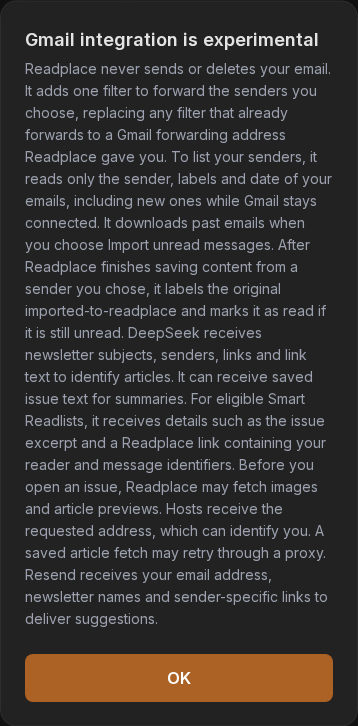 Gmail integration is experimental
Readplace never sends or deletes your email.
It adds one filter to forward the senders you
choose, replacing any filter that already
forwards to a Gmail forwarding address
Readplace gave you. To list your senders, it
reads only the sender, labels and date of your
emails, including new ones while Gmail stays
connected. It downloads past emails when
you choose Import unread messages. After
Readplace finishes saving content from a
sender you chose, it labels the original
imported-to-readplace and marks it as read if
it is still unread. DeepSeek receives
newsletter subjects, senders, links and link
text to identify articles. It can receive saved
issue text for summaries. For eligible Smart
Readlists, it receives details such as the issue
excerpt and a Readplace link containing your
reader and message identifiers. Before you
open an issue, Readplace may fetch images
and article previews. Hosts receive the
requested address, which can identify you. A
saved article fetch may retry through a proxy.
Resend receives your email address,
newsletter names and sender-specific links to
deliver suggestions.
OK